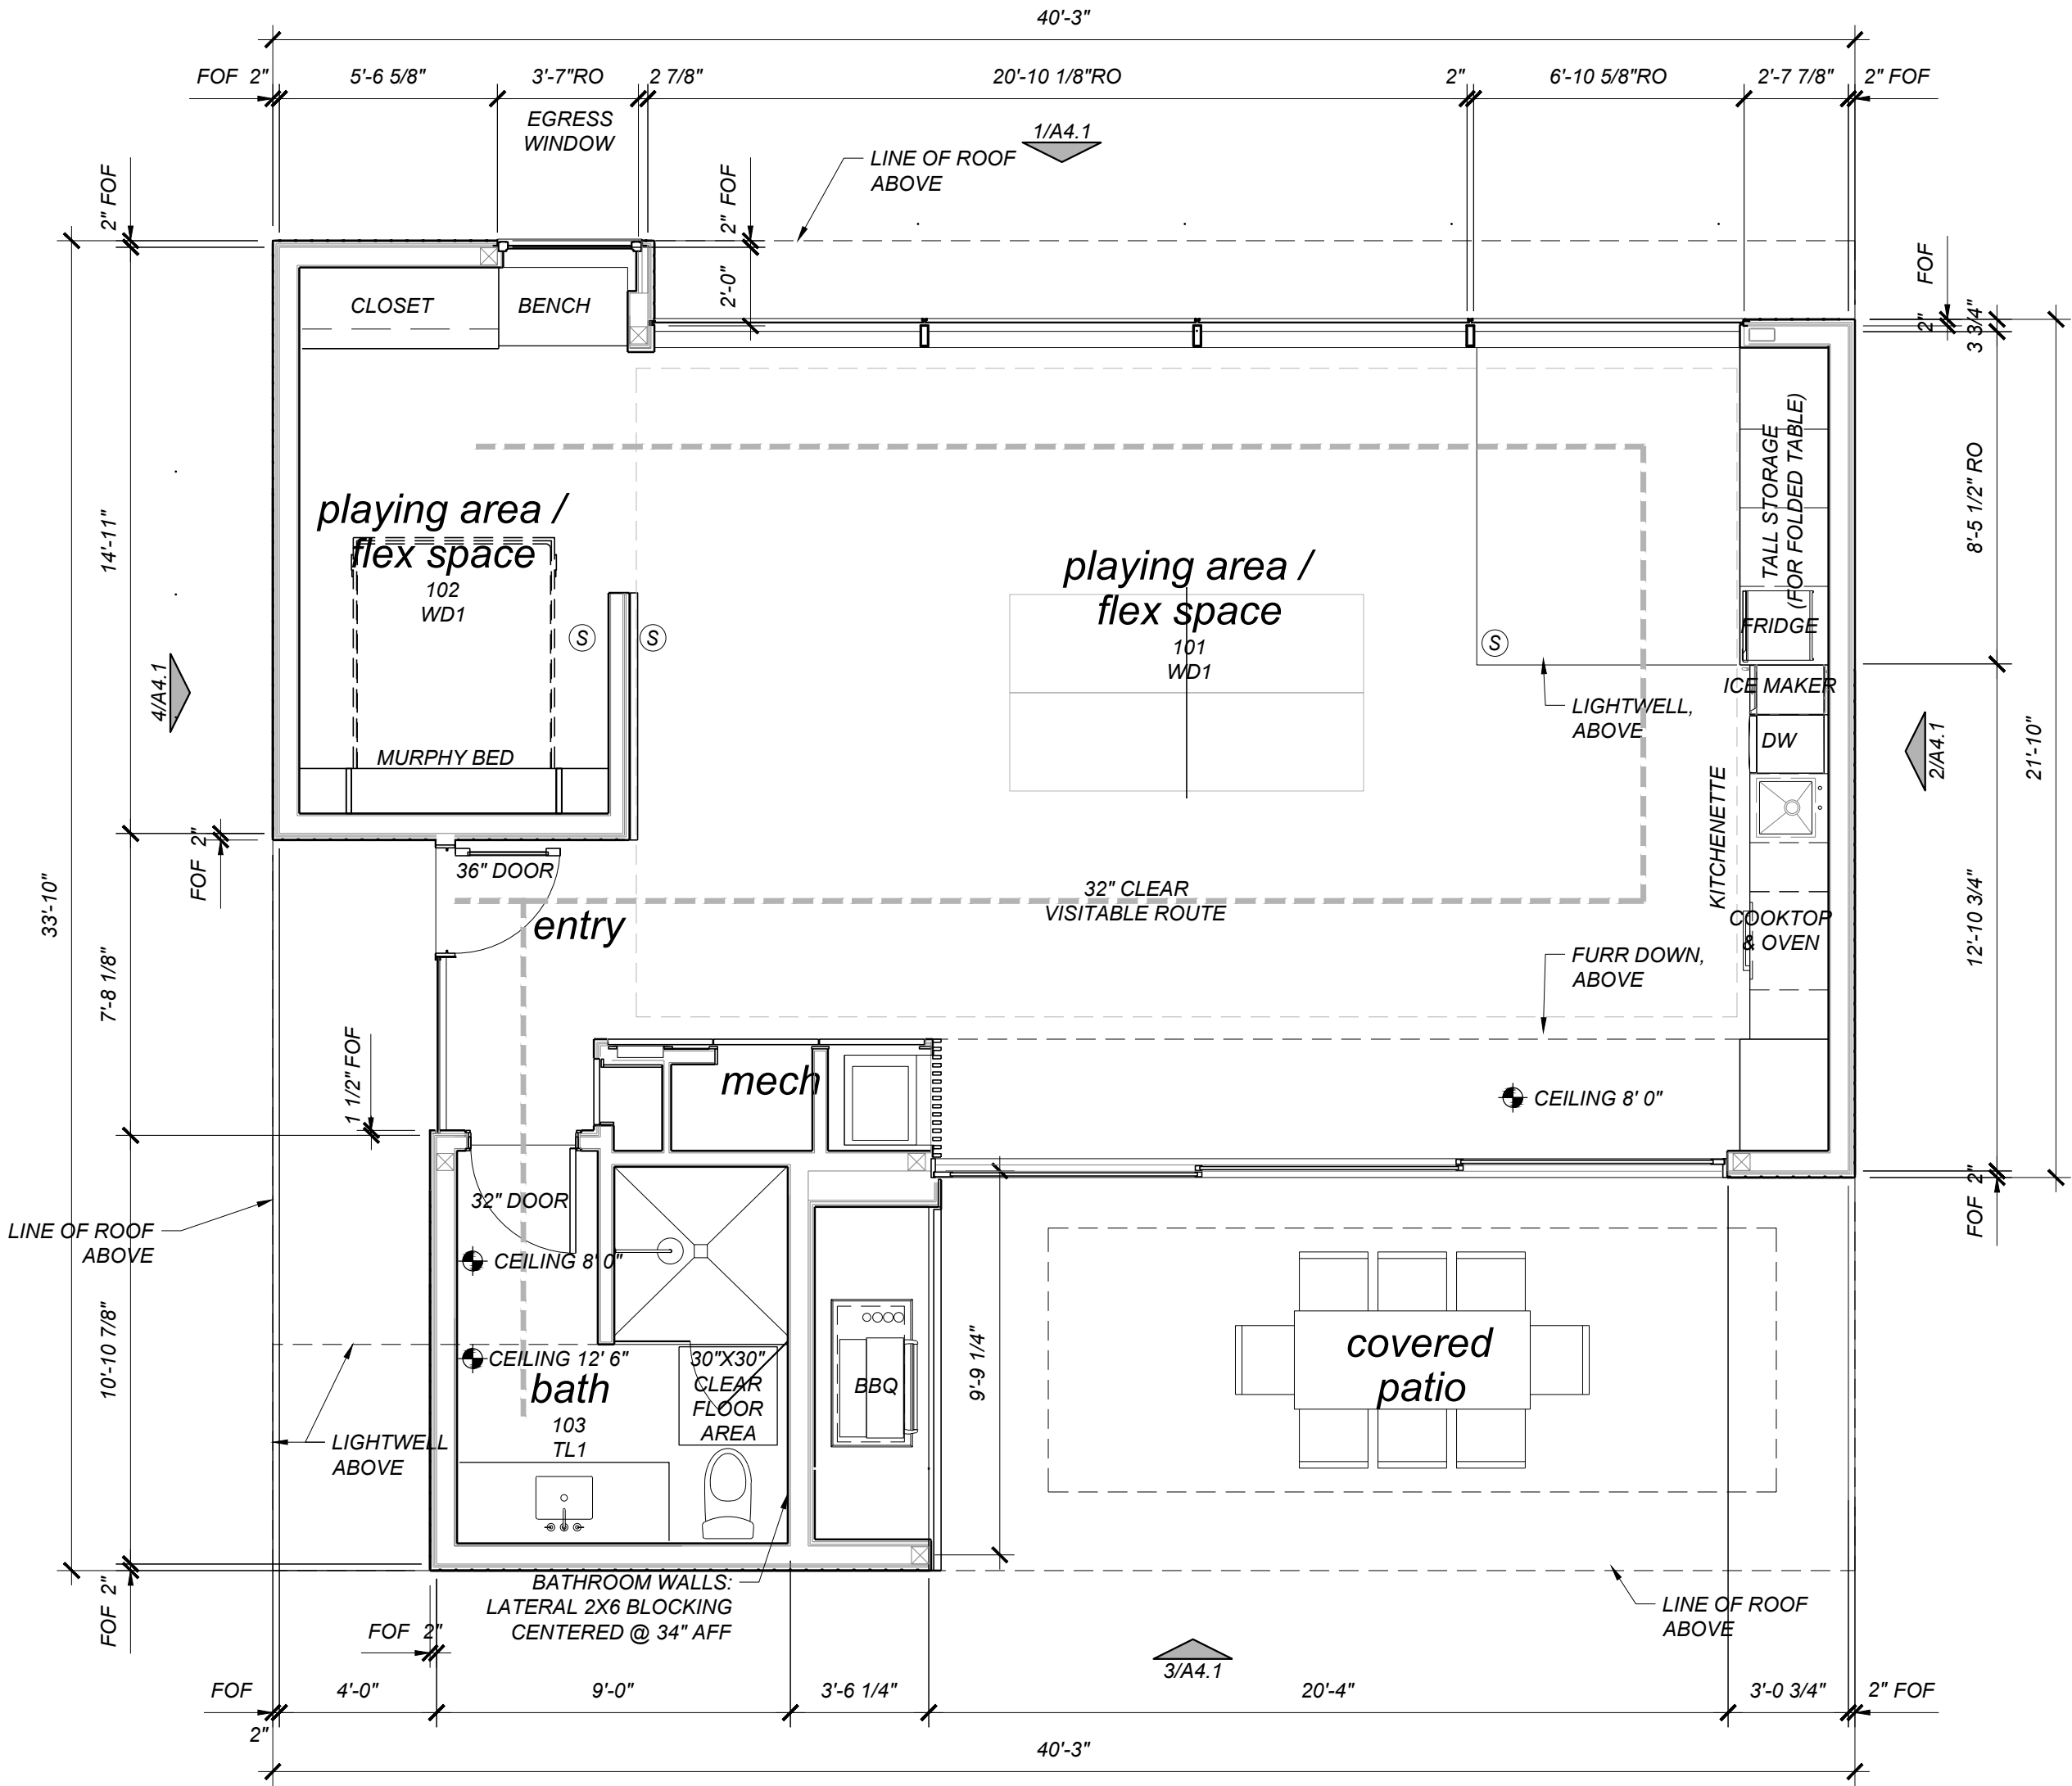 40'-3"
FOF 2"
5'-6 5/8"
3'-7"RO
2 7/8"
20'-10 1/8"RO
2"
6'-10 5/8"RO
2'-7 7/8"
2" FOF
EGRESS
WINDOW
1/A4.1
LINE OF ROOF
ABOVE
2" FOF
2" FOF
2'-0"
FOF
2"
3 3/4"
CLOSET
BENCH
TALL STORAGE
(FOR FOLDED TABLE)
8'-5 1/2" RO
14'-11"
playing area /
flex space
102
WD1
playing area /
flex space
101
WD1
S
S
S
FRIDGE
ICE MAKER
LIGHTWELL,
ABOVE
4/A4.1
2/A4.1
21'-10"
DW
MURPHY BED
KITCHENETTE
FOF 2"
36" DOOR
33'-10"
32" CLEAR
VISITABLE ROUTE
entry
COOKTOP
& OVEN
12'-10 3/4"
FURR DOWN,
ABOVE
7'-8 1/8"
1 1/2" FOF
mech
CEILING 8' 0"
32" DOOR
FOF 2"
LINE OF ROOF
ABOVE
CEILING 8' 0"
CEILING 12' 6"
bath
103
TL1
30"X30"
CLEAR
FLOOR
AREA
BBQ
9'-9 1/4"
covered
patio
10'-10 7/8"
LIGHTWELL
ABOVE
FOF 2"
BATHROOM WALLS:
LATERAL 2X6 BLOCKING
CENTERED @ 34" AFF
FOF 2"
LINE OF ROOF
ABOVE
3/A4.1
FOF
2"
4'-0"
9'-0"
3'-6 1/4"
20'-4"
3'-0 3/4"
2" FOF
40'-3"